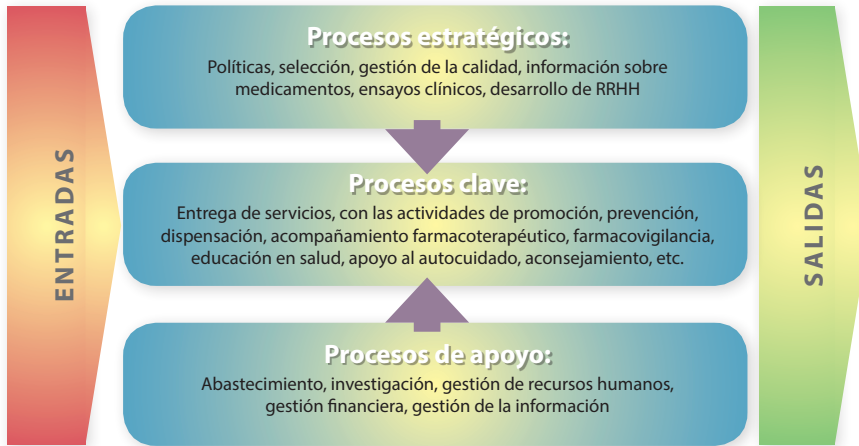 ENTRADAS
Procesos estratégicos:
Políticas, selección, gestión de la calidad, información sobre
medicamentos, ensayos clínicos, desarrollo de RRHH
Procesos clave:
Entrega de servicios, con las actividades de promoción, prevención,
dispensación, acompañamiento farmacoterapéutico, farmacovigilancia,
educación en salud, apoyo al autocuidado, aconsejamiento, etc.
Procesos de apoyo:
Abastecimiento, investigación, gestión de recursos humanos,
gestión financiera, gestión de la información
SALIDAS